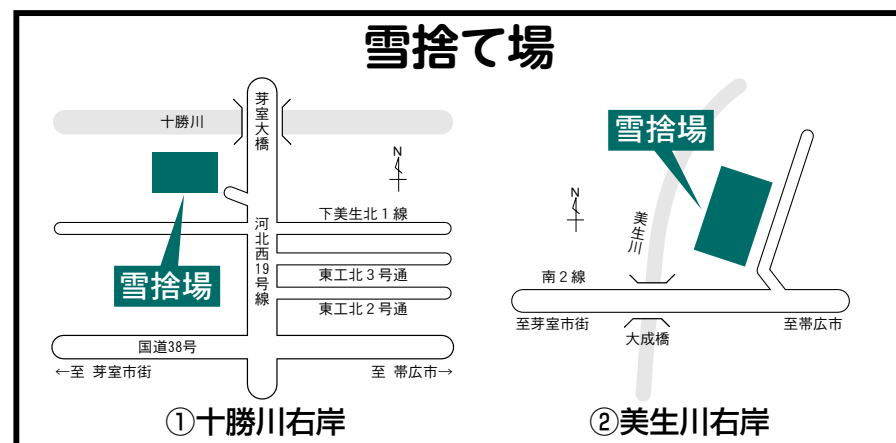 雪捨て場
芽室大橋
十勝川
N
下美生北1線
河北西19号線
雪捨場
東工北3号通
東工北2号通
国道38号
←至 芽室市街
至 帯広市→
①十勝川右岸
雪捨場
N
美生川
南2線
至芽室市街
大成橋
至帯広市
②美生川右岸